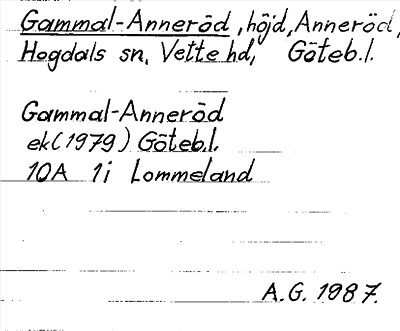 Gammal-Anneröd, höjd, Anneröd,
Hogdals sn, Vette hd, Göteb.l.
Gammal-Anneröd
ek (1979) Göteb.l.
10A 1i Lommeland
A.G. 1987.